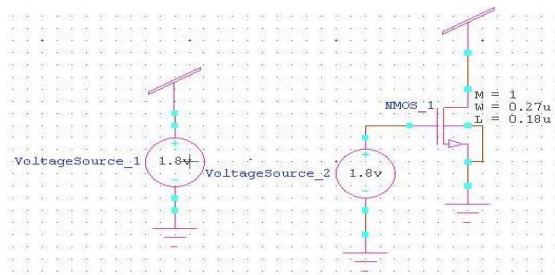 NMOS_1
M = 1
W = 0.27u
L = 0.18u
VoltageSource_1
1.8v
VoltageSource_2
1.8v